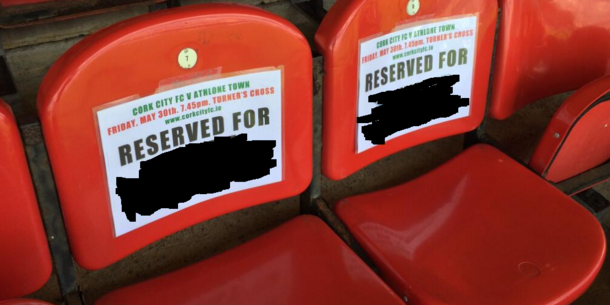 7
CORK CITY FC V ATHLONE TOWN
FRIDAY, MAY 30th, 7.45pm, TURNER'S CROSS
www.corkcityfc.ie
RESERVED FOR
6
CORK CITY FC V ATHLONE TOWN
FRIDAY, MAY 30th, 7.45pm, TURNER'S CROSS
www.corkcityfc.ie
RESERVED FOR